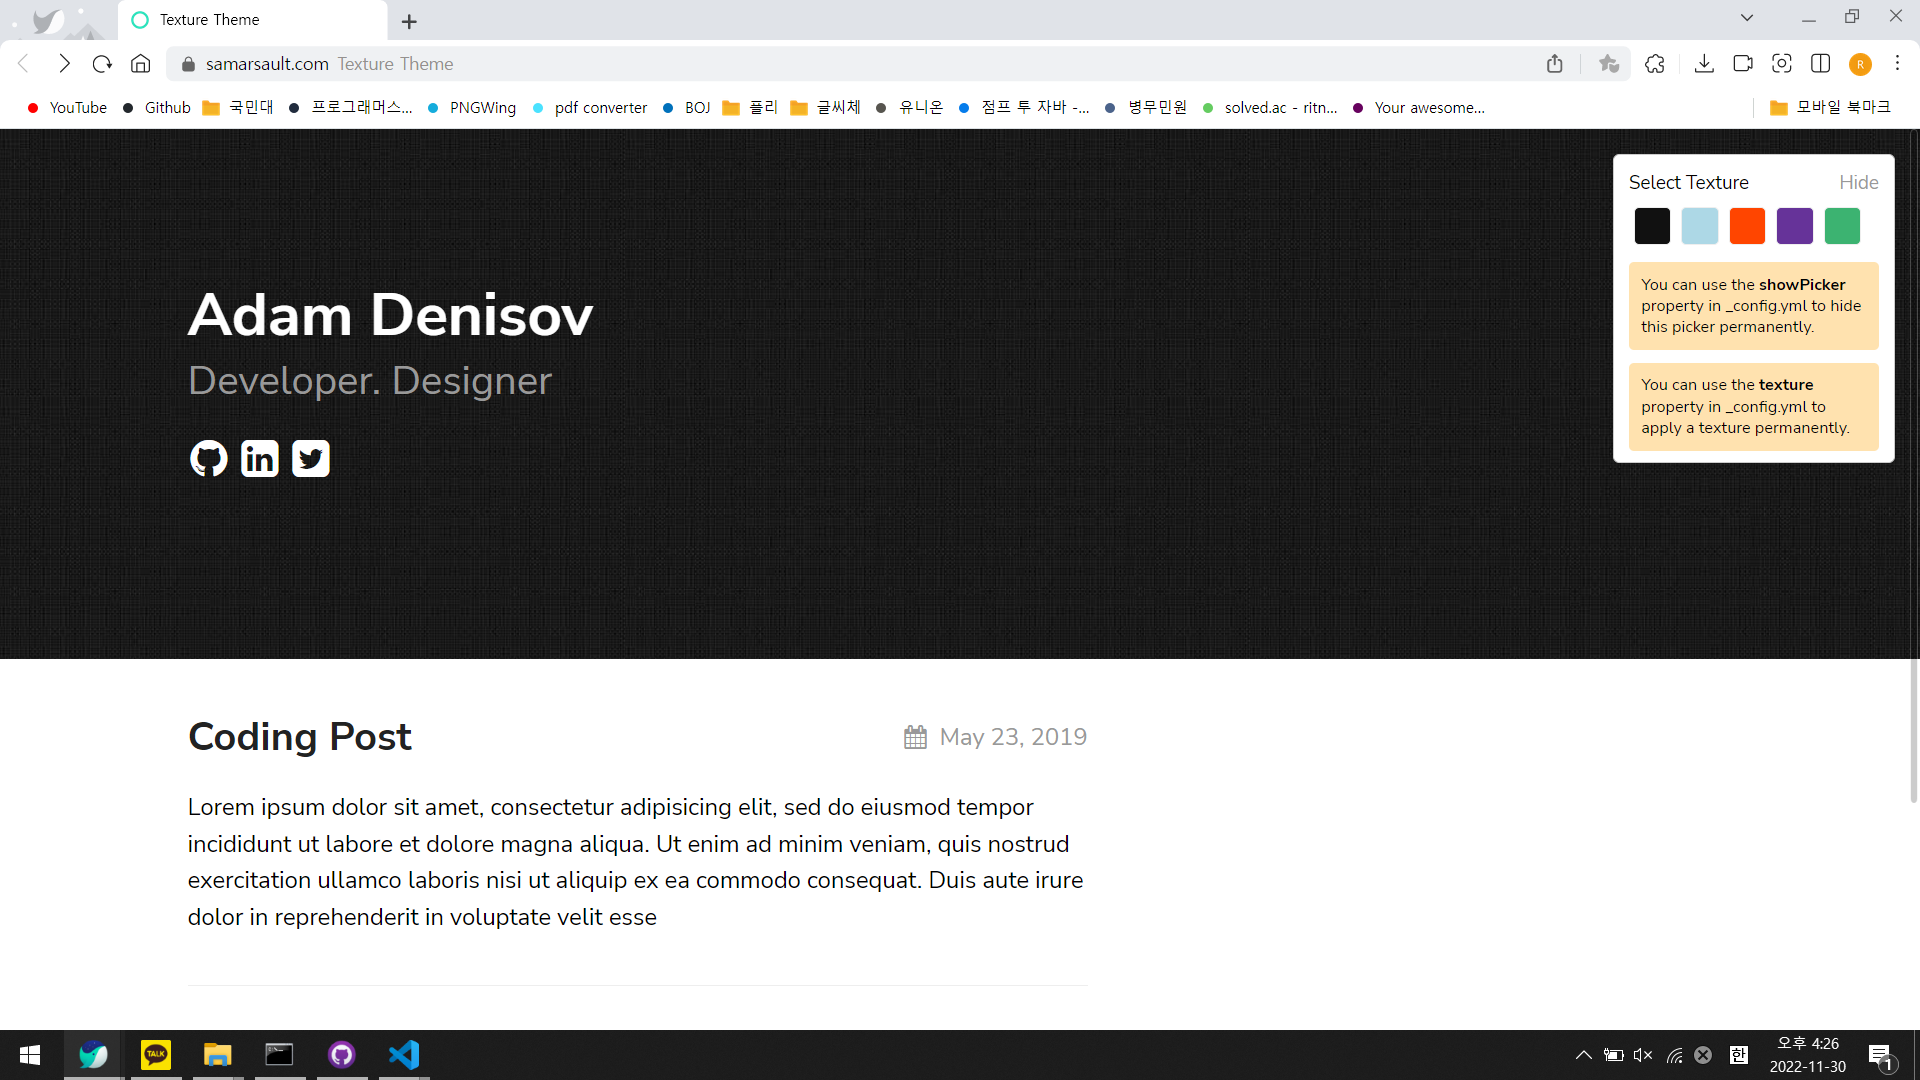 Texture Theme
samarsault.com Texture Theme
R
YouTube Github 국민대 프로그래머스... PNGWing pdf converter BOJ 플리 글씨체 유니온 점프 투 자바 -... 병무민원 solved.ac - ritn... Your awesome... 모바일 북마크
Select Texture Hide
You can use the showPicker
property in _config.yml to hide
this picker permanently.
You can use the texture
property in _config.yml to
apply a texture permanently.
Adam Denisov
Developer. Designer
in
Coding Post May 23, 2019
Lorem ipsum dolor sit amet, consectetur adipisicing elit, sed do eiusmod tempor
incididunt ut labore et dolore magna aliqua. Ut enim ad minim veniam, quis nostrud
exercitation ullamco laboris nisi ut aliquip ex ea commodo consequat. Duis aute irure
dolor in reprehenderit in voluptate velit esse
TALK
한
오후 4:26
2022-11-30
1